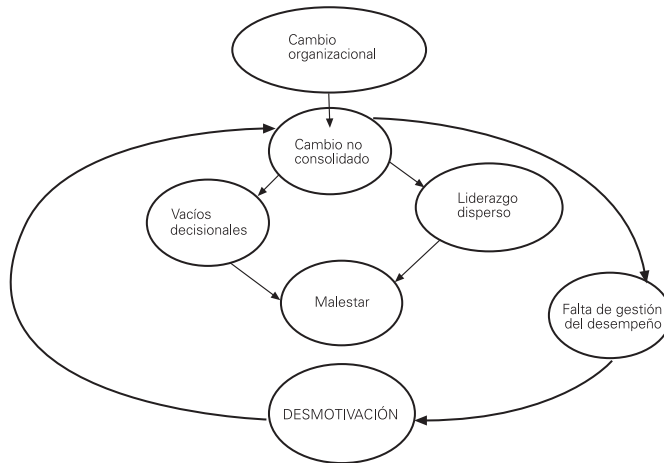 Cambio
organizacional
Cambio no
consolidado
Vacíos
decisionales
Liderazgo
disperso
Malestar
Falta de gestión
del desempeño
DESMOTIVACIÓN